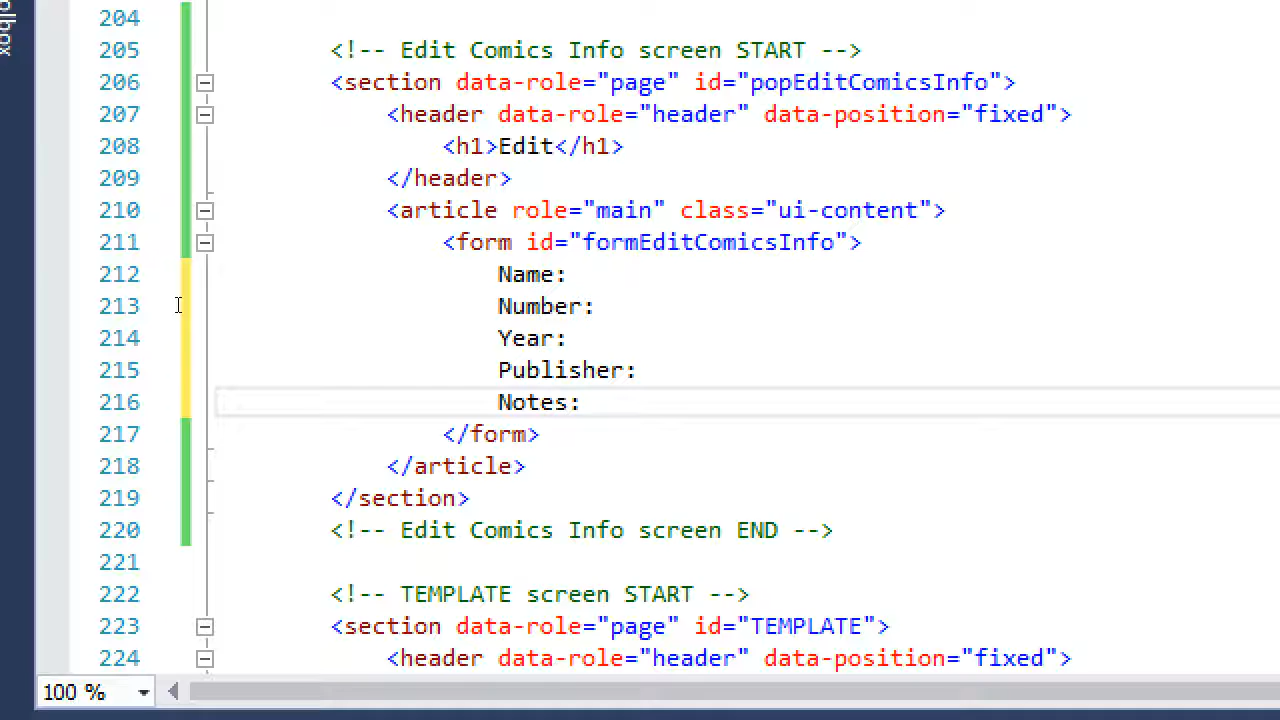 olbox
204
205 <!-- Edit Comics Info screen START -->
206 <section data-role="page" id="popEditComicsInfo">
207 <header data-role="header" data-position="fixed">
208 <h1>Edit</h1>
209 </header>
210 <article role="main" class="ui-content">
211 <form id="formEditComicsInfo">
212 Name:
213 Number:
214 Year:
215 Publisher:
216 Notes:
217 </form>
218 </article>
219 </section>
220 <!-- Edit Comics Info screen END -->
221
222 <!-- TEMPLATE screen START -->
223 <section data-role="page" id="TEMPLATE">
224 <header data-role="header" data-position="fixed">
100 %